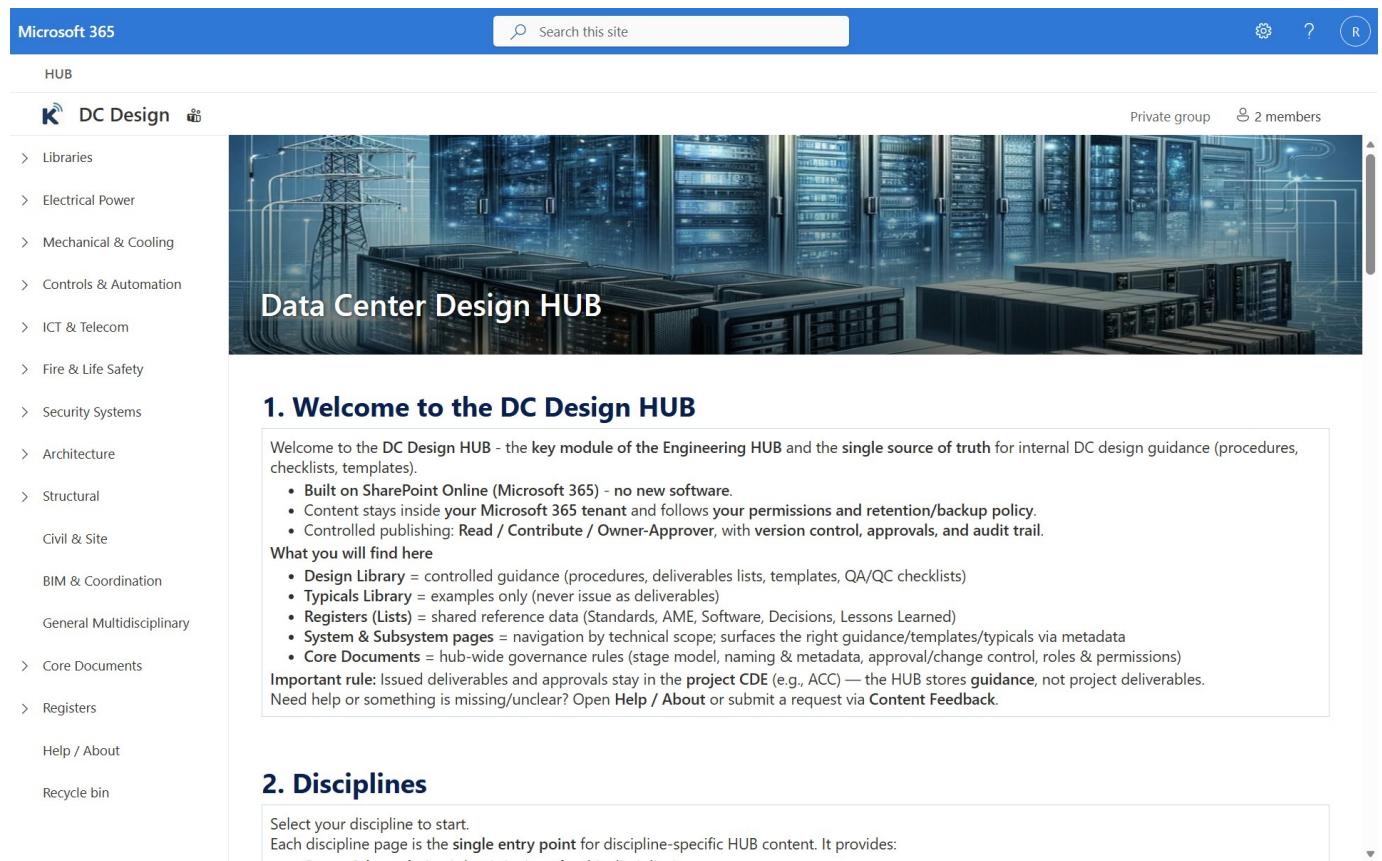 Microsoft 365
Search this site
?
R
HUB
K
DC Design
Private group
2 members
Libraries
Electrical Power
Mechanical & Cooling
Controls & Automation
ICT & Telecom
Fire & Life Safety
Security Systems
Architecture
Structural
Civil & Site
BIM & Coordination
General Multidisciplinary
Core Documents
Registers
Help / About
Recycle bin
Data Center Design HUB
1. Welcome to the DC Design HUB
Welcome to the DC Design HUB - the key module of the Engineering HUB and the single source of truth for internal DC design guidance (procedures,
checklists, templates).
• Built on SharePoint Online (Microsoft 365) - no new software.
• Content stays inside your Microsoft 365 tenant and follows your permissions and retention/backup policy.
• Controlled publishing: Read / Contribute / Owner-Approver, with version control, approvals, and audit trail.
What you will find here
• Design Library = controlled guidance (procedures, deliverables lists, templates, QA/QC checklists)
• Typicals Library = examples only (never issue as deliverables)
• Registers (Lists) = shared reference data (Standards, AME, Software, Decisions, Lessons Learned)
• System & Subsystem pages = navigation by technical scope; surfaces the right guidance/templates/typicals via metadata
• Core Documents = hub-wide governance rules (stage model, naming & metadata, approval/change control, roles & permissions)
Important rule: Issued deliverables and approvals stay in the project CDE (e.g., ACC) — the HUB stores guidance, not project deliverables.
Need help or something is missing/unclear? Open Help / About or submit a request via Content Feedback.
2. Disciplines
Select your discipline to start.
Each discipline page is the single entry point for discipline-specific HUB content. It provides: